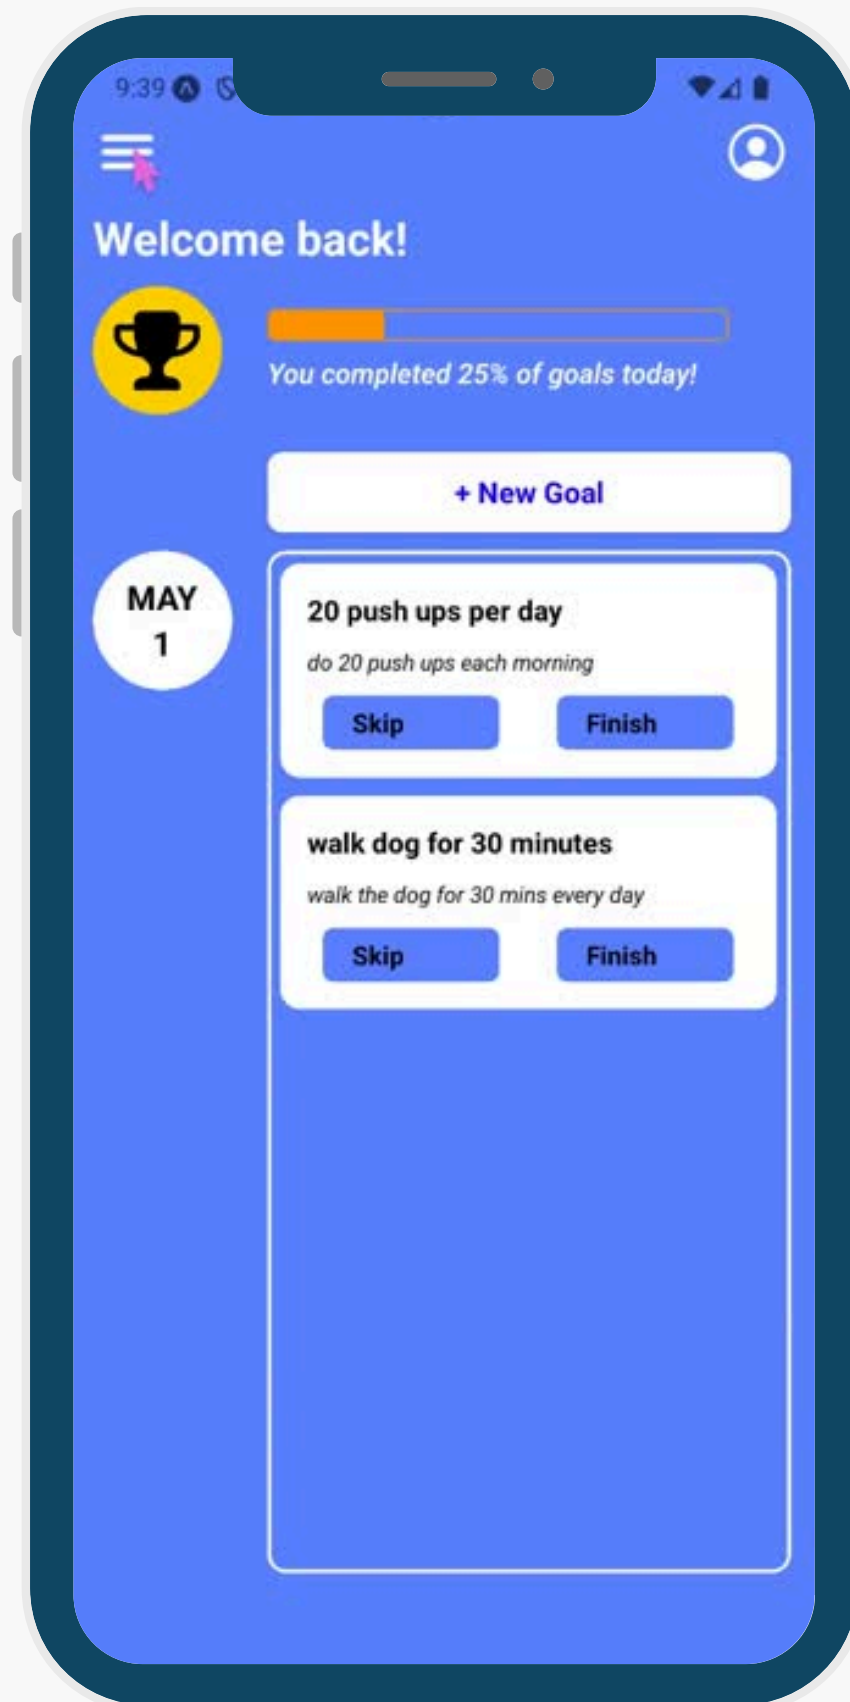 9:39
Welcome back!
You completed 25% of goals today!
+ New Goal
MAY
1
20 push ups per day
do 20 push ups each morning
Skip
Finish
walk dog for 30 minutes
walk the dog for 30 mins every day
Skip
Finish